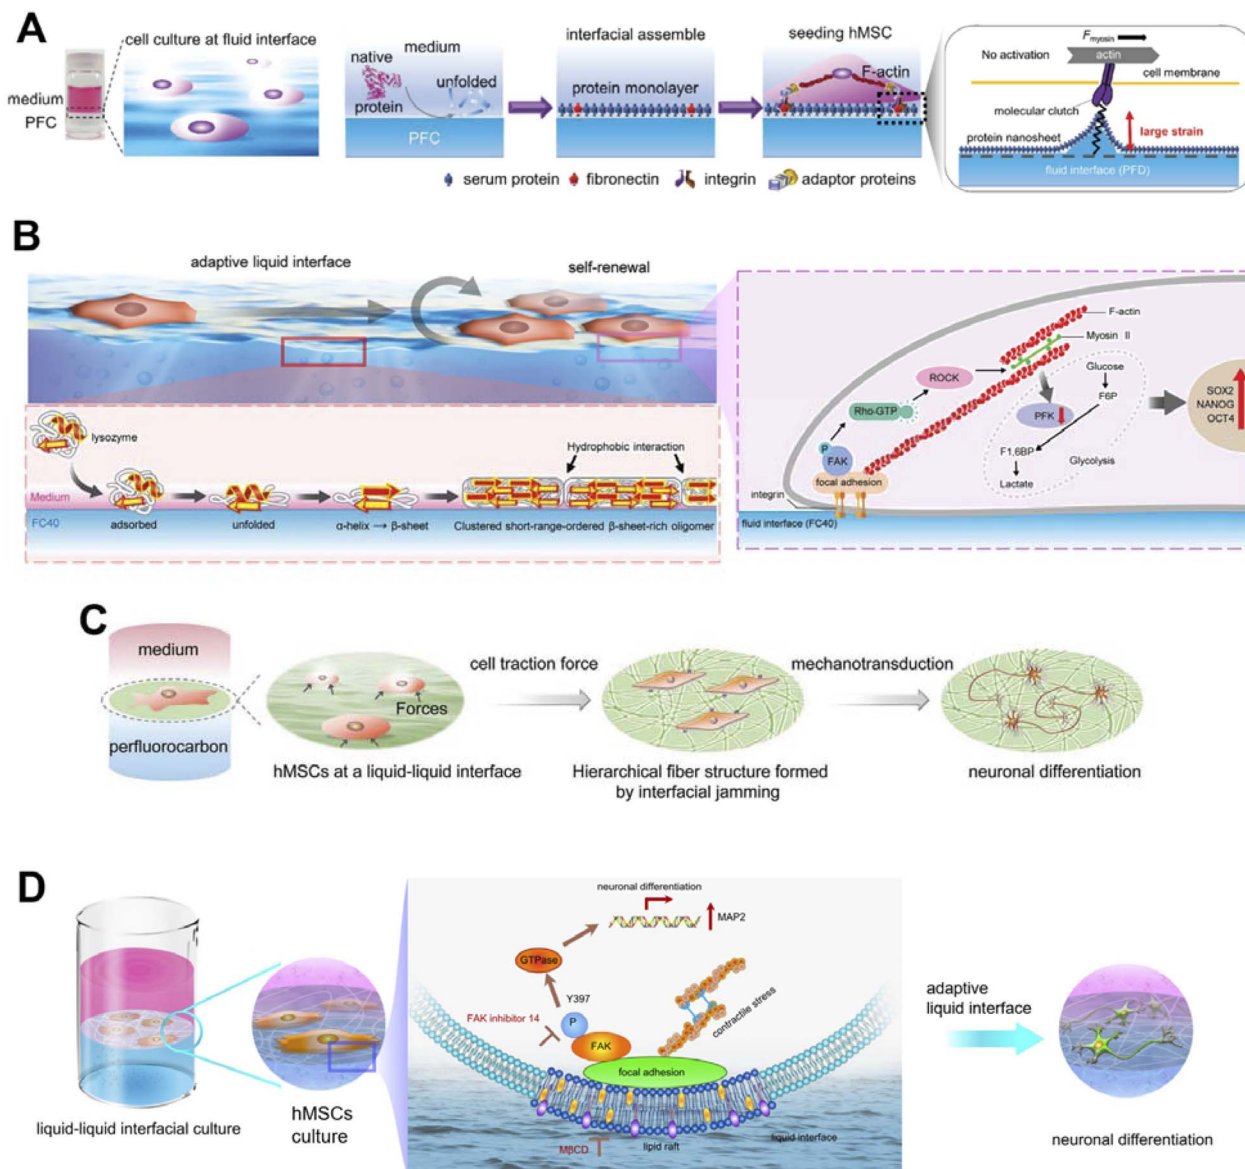 A
cell culture at fluid interface
medium
PFC
native
protein
medium
unfolded
PFC
interfacial assemble
protein monolayer
seeding hMSC
F-actin
serum protein
fibronectin
integrin
adaptor proteins
No activation
Fmyosin
actin
cell membrane
molecular clutch
protein nanosheet
large strain
fluid interface (PFD)
B
adaptive liquid interface
self-renewal
lysozyme
Hydrophobic interaction
Medium
FC40
adsorbed
unfolded
α-helix → β-sheet
Clustered short-range-ordered β-sheet-rich oligomer
F-actin
Myosin II
ROCK
Glucose
Rho-GTP
PFK
F6P
SOX2
NANOG
OCT4
P
FAK
F1,6BP
Glycolysis
focal adhesion
Lactate
integrin
fluid interface (FC40)
C
medium
perfluorocarbon
Forces
hMSCs at a liquid-liquid interface
cell traction force
Hierarchical fiber structure formed
by interfacial jamming
mechanotransduction
neuronal differentiation
D
liquid-liquid interfacial culture
hMSCs
culture
neuronal differentiation
MAP2
GTPase
Y397
FAK inhibitor 14
P
FAK
contractile stress
focal adhesion
MβCD
lipid raft
liquid interface
adaptive
liquid interface
neuronal differentiation